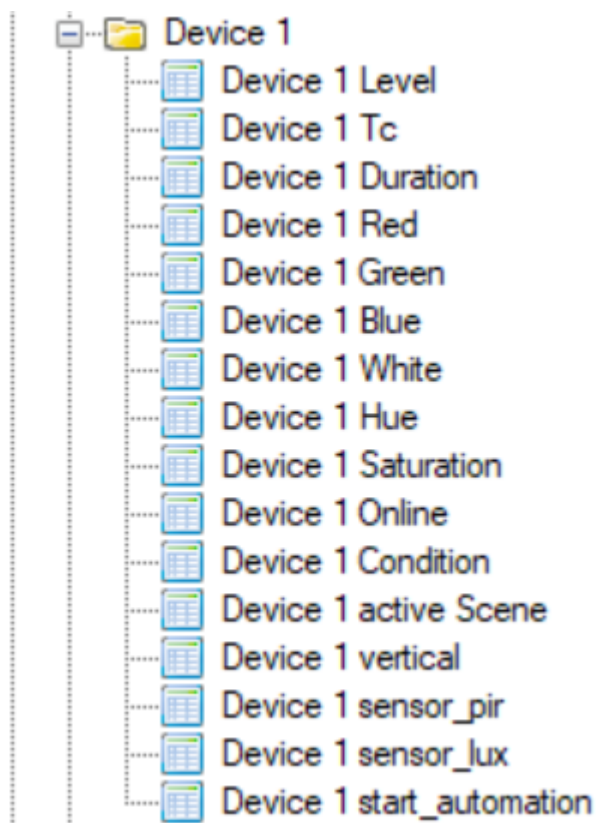 Device 1
Device 1 Level
Device 1 Tc
Device 1 Duration
Device 1 Red
Device 1 Green
Device 1 Blue
Device 1 White
Device 1 Hue
Device 1 Saturation
Device 1 Online
Device 1 Condition
Device 1 active Scene
Device 1 vertical
Device 1 sensor_pir
Device 1 sensor_lux
Device 1 start_automation